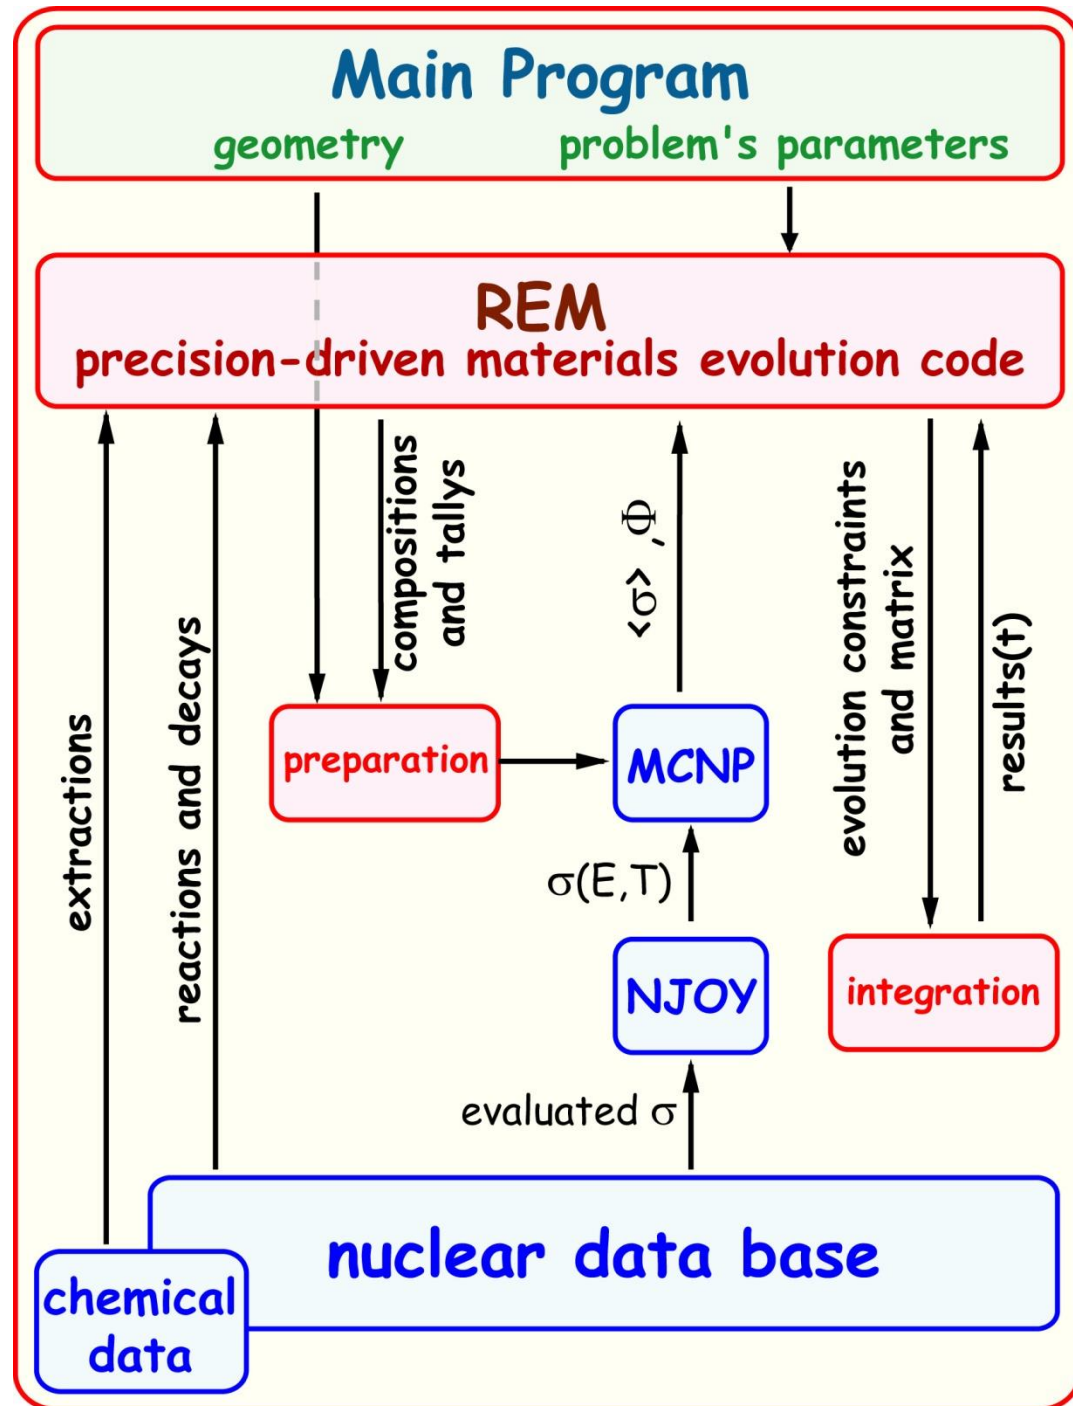 Main Program
geometry
problem's parameters
REM
precision-driven materials evolution code
extractions
reactions and decays
compositions
and tallys
<σ> ,Φ
evolution constraints
and matrix
results(t)
preparation
MCNP
σ(E,T)
NJOY
integration
evaluated σ
nuclear data base
chemical
data